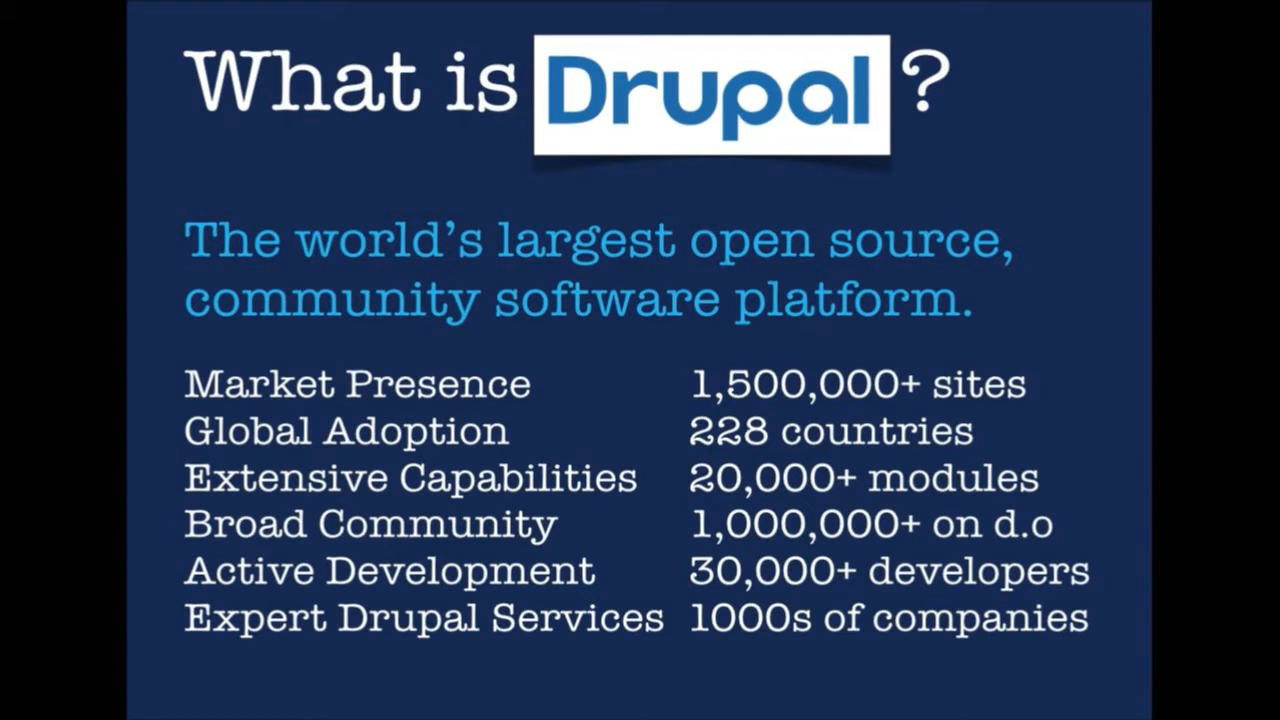 What is Drupal ?
The world's largest open source,
community software platform.
Market Presence 1,500,000+ sites
Global Adoption 228 countries
Extensive Capabilities 20,000+ modules
Broad Community 1,000,000+ on d.o
Active Development 30,000+ developers
Expert Drupal Services 1000s of companies